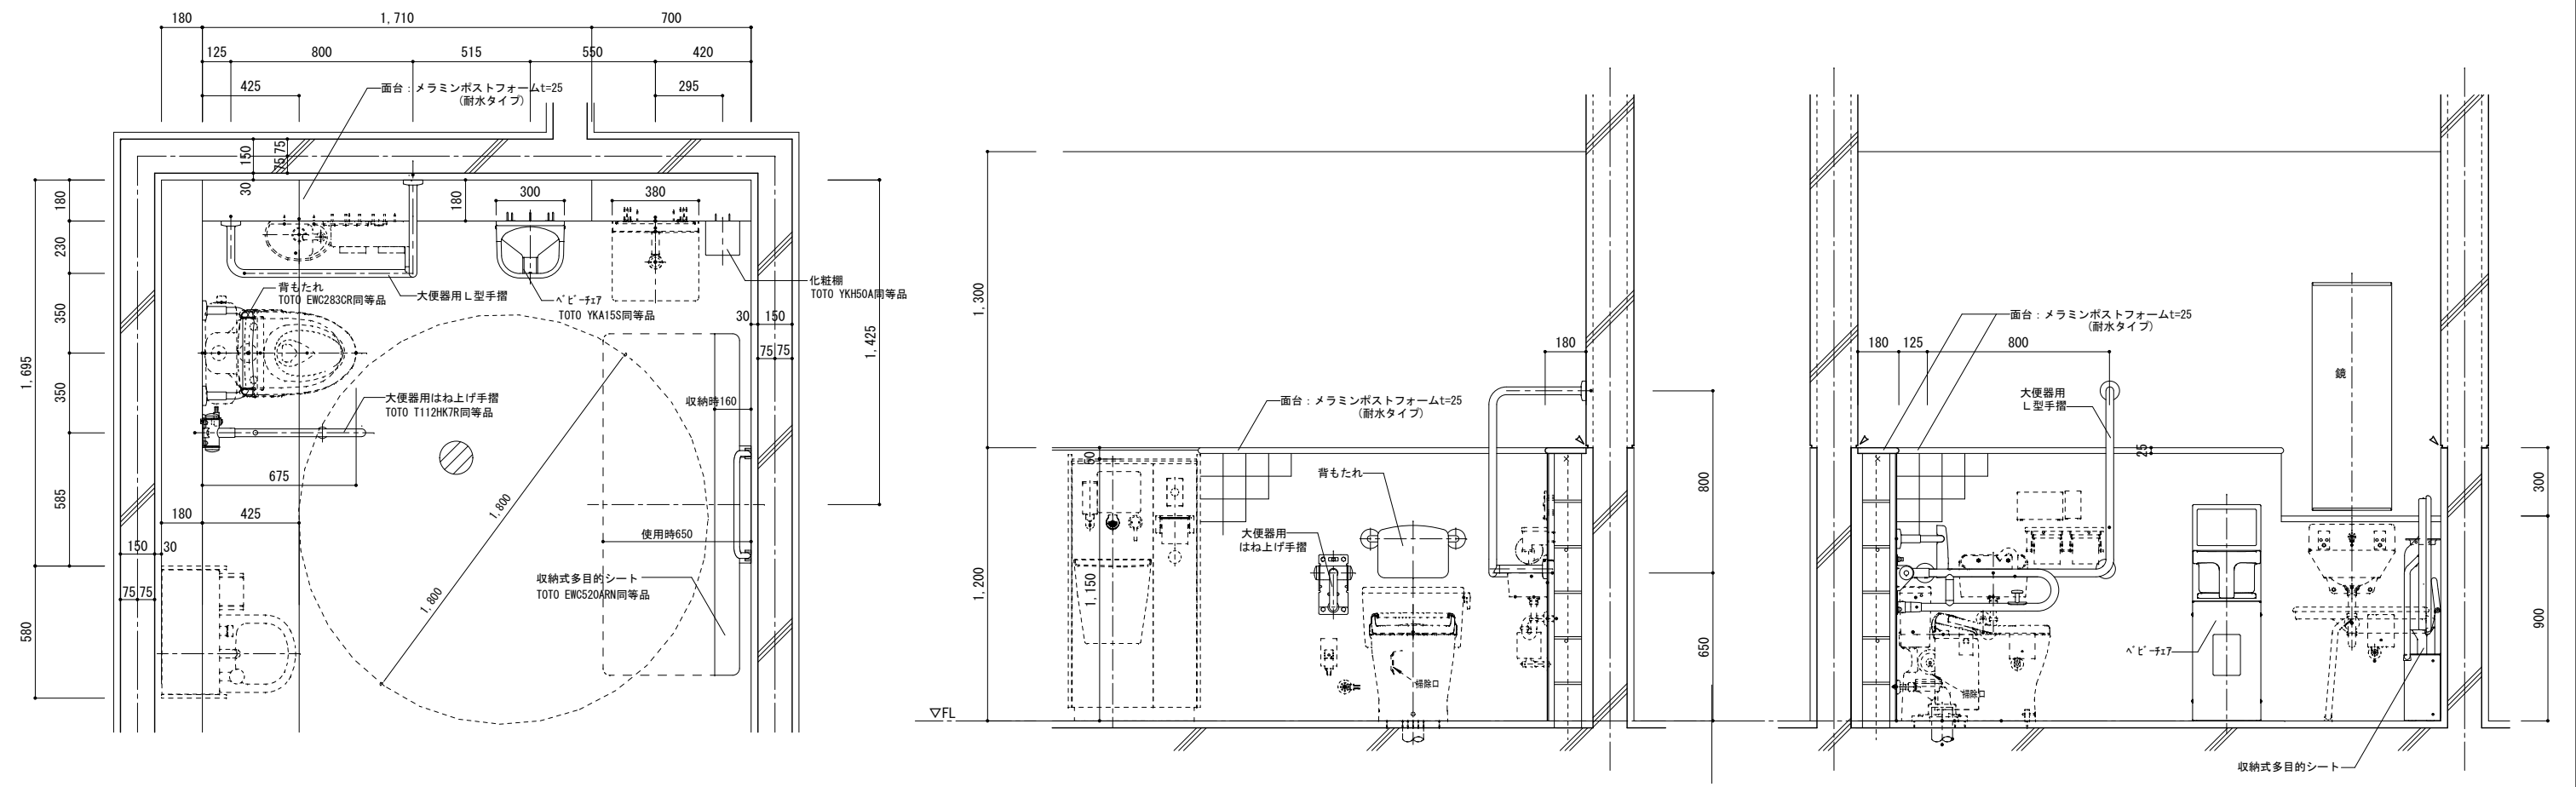 180
1,710
700
125
800
515
550
420
425
295
面台：メラミンポストフォームt=25
(耐水タイプ)
150
75 75
30
180
180
300
380
230
350
350
585
1,695
580
背もたれ
TOTO EWC283CR同等品
大便器用Ｌ型手摺
ﾍﾞﾋﾞｰﾁｪｱ
TOTO YKA15S同等品
化粧棚
TOTO YKH50A同等品
30
150
75 75
1,425
大便器用はね上げ手摺
TOTO T112HK7R同等品
収納時160
675
1,800
1,800
180
425
使用時650
150
30
75 75
収納式多目的シート
TOTO EWC520ARN同等品
1,300
1,200
▽FL
60
1,150
180
面台：メラミンポストフォームt=25
(耐水タイプ)
背もたれ
大便器用
はね上げ手摺
掃除口
800
650
面台：メラミンポストフォームt=25
(耐水タイプ)
180
125
800
大便器用
Ｌ型手摺
鏡
25
ﾍﾞﾋﾞｰﾁｪｱ
掃除口
300
900
収納式多目的シート